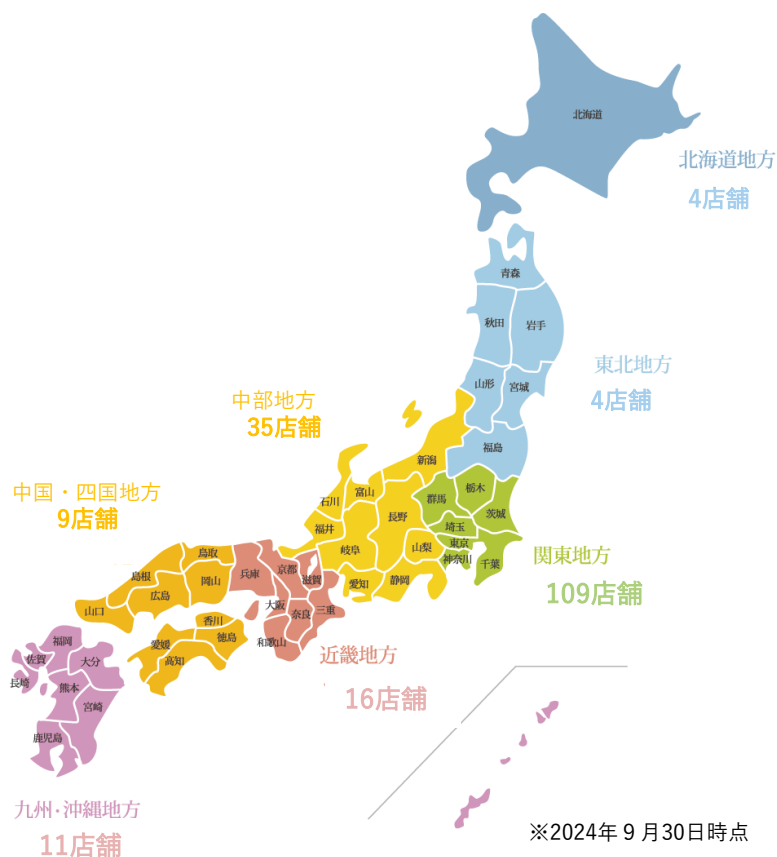 北海道
北海道地方
4店舗
青森
秋田
岩手
山形
宮城
福島
東北地方
4店舗
中部地方
35店舗
新潟
富山
石川
福井
長野
岐阜
山梨
愛知
静岡
群馬
栃木
茨城
埼玉
東京
神奈川
千葉
関東地方
109店舗
中国・四国地方
9店舗
鳥取
島根
岡山
広島
山口
香川
徳島
愛媛
高知
兵庫
京都
滋賀
大阪
奈良
三重
和歌山
近畿地方
16店舗
福岡
佐賀
大分
長崎
熊本
宮崎
鹿児島
九州・沖縄地方
11店舗
※2024年9月30日時点